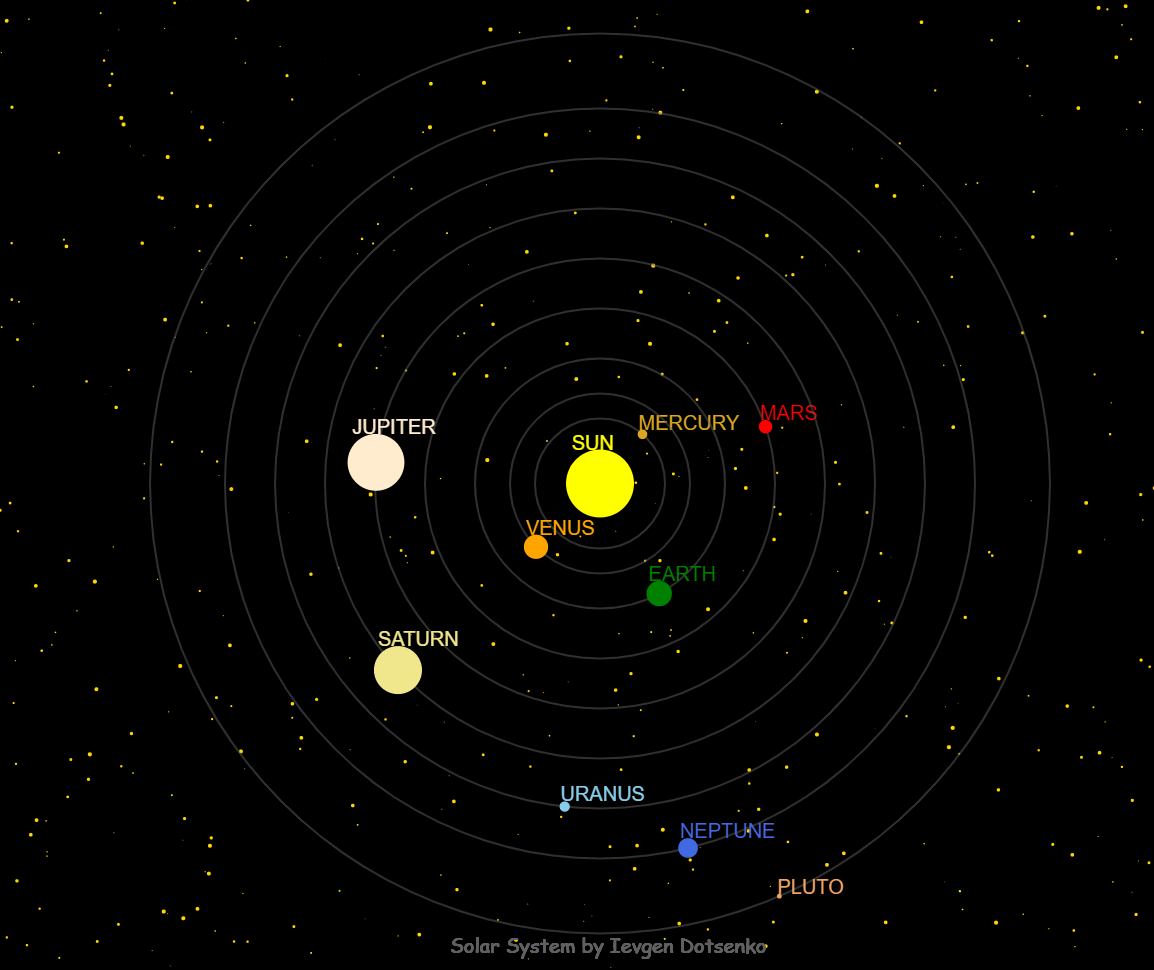 MARS
MERCURY
JUPITER
SUN
VENUS
EARTH
SATURN
URANUS
NEPTUNE
PLUTO
Solar System by Ievgen Dotsenko